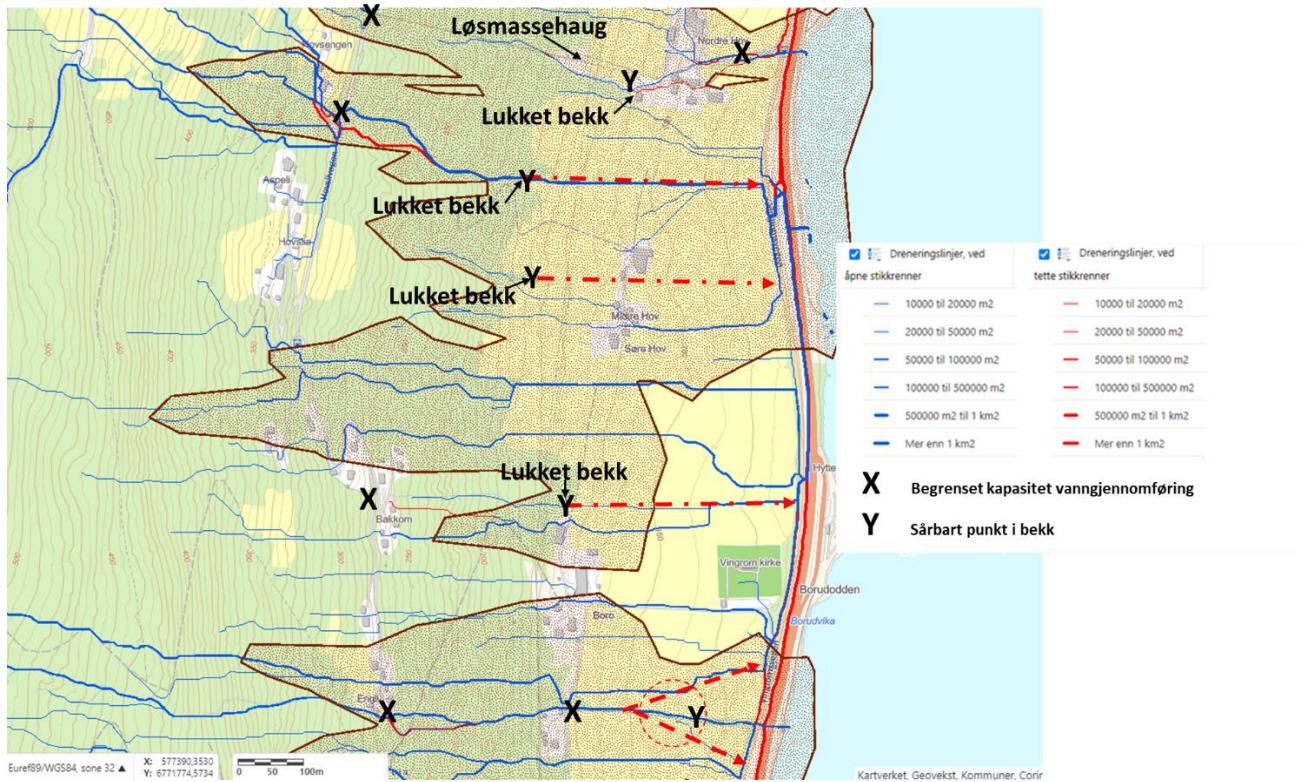 X
Løsmassehaug
Hovsengen
Nordre Ho
X
Y
Lukket bekk
X
Aspeli
Y
Lukket bekk
Hovslia
Y
Lukket bekk
Midtre Hov
Søre Hov
Hytte
Lukket bekk
X
Y
Bakkom
Vingrom kirke
Borudodden
Borudvika
Boro
X
X
Y
Dreneringslinjer, ved
åpne stikkrenner
10000 til 20000 m2
20000 til 50000 m2
50000 til 100000 m2
100000 til 500000 m2
500000 m2 til 1 km2
Mer enn 1 km2
Dreneringslinjer, ved
tette stikkrenner
10000 til 20000 m2
20000 til 50000 m2
50000 til 100000 m2
100000 til 500000 m2
500000 m2 til 1 km2
Mer enn 1 km2
X Begrenset kapasitet vanngjennomføring
Y Sårbart punkt i bekk
Euref89/WGS84, sone 32 ▲ X: 577390,3530
Y: 6771774,5734
0 50 100m
Kartverket, Geovekst, Kommuner, Corir